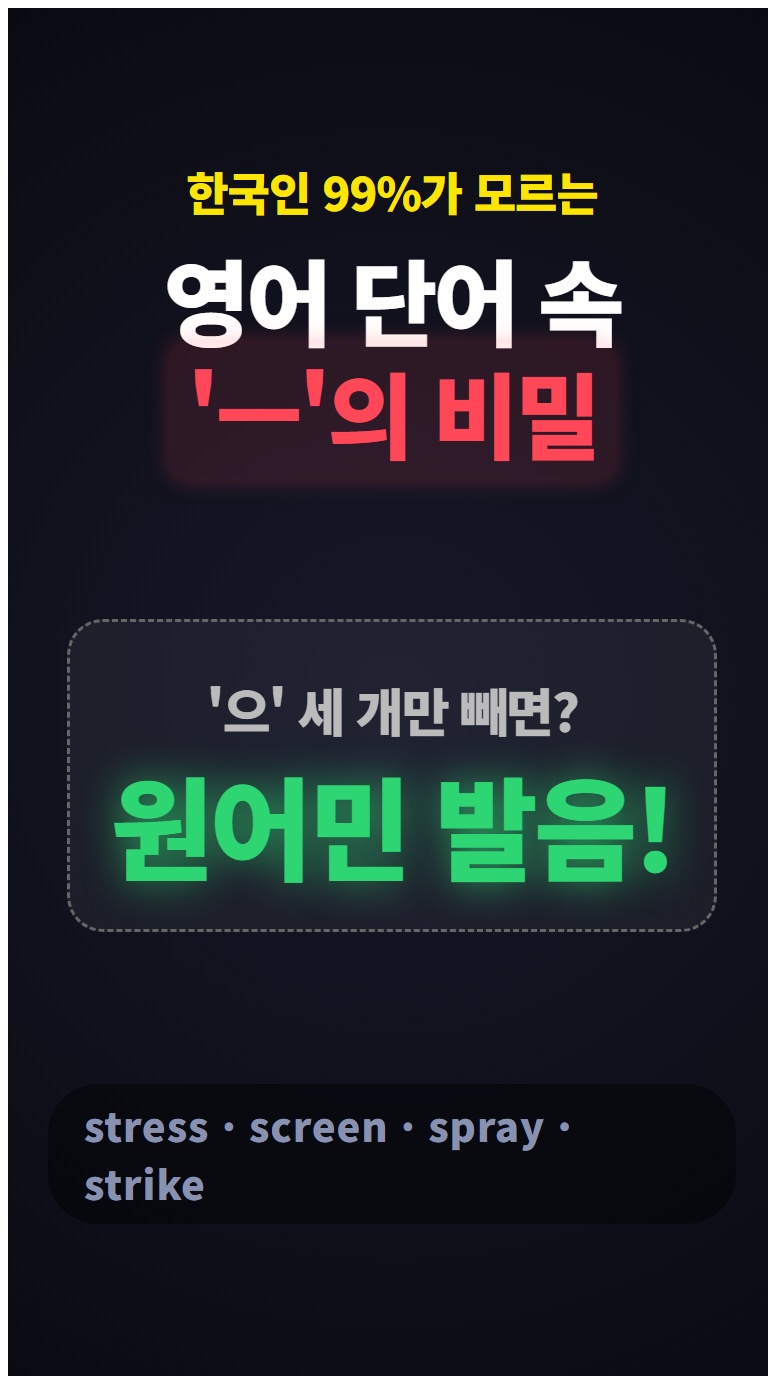 한국인 99%가 모르는
영어 단어 속
'ㅡ'의 비밀
'으' 세 개만 빼면?
원어민 발음!
stress · screen · spray ·
strike